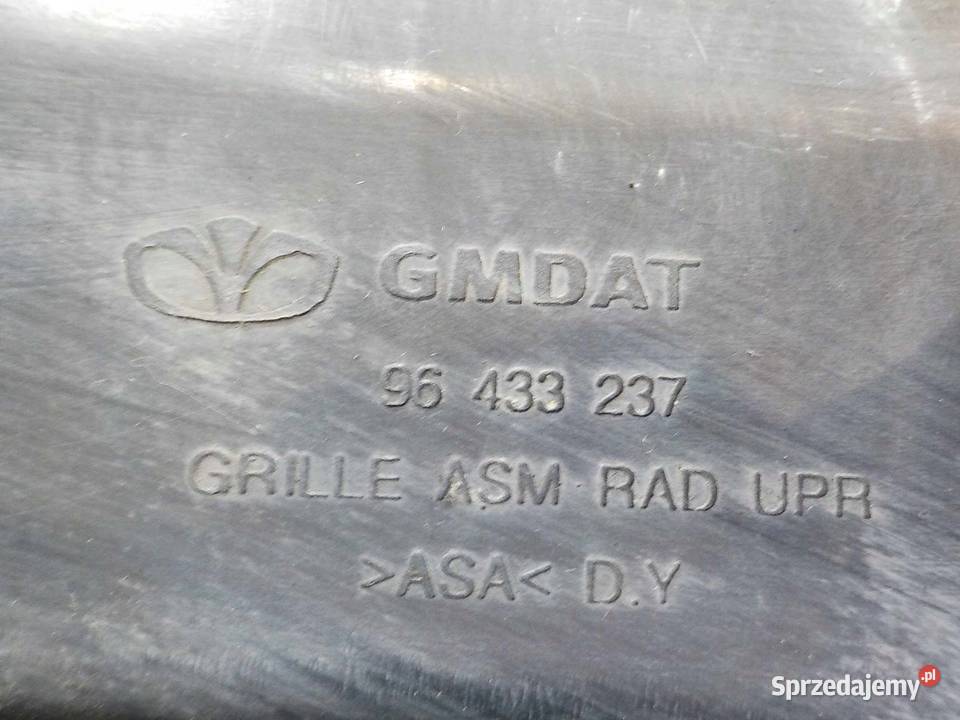 GMDAT
96 433 237
GRILLE ASM RAD UPR
>ASA< D.Y
Sprzedajemy.pl